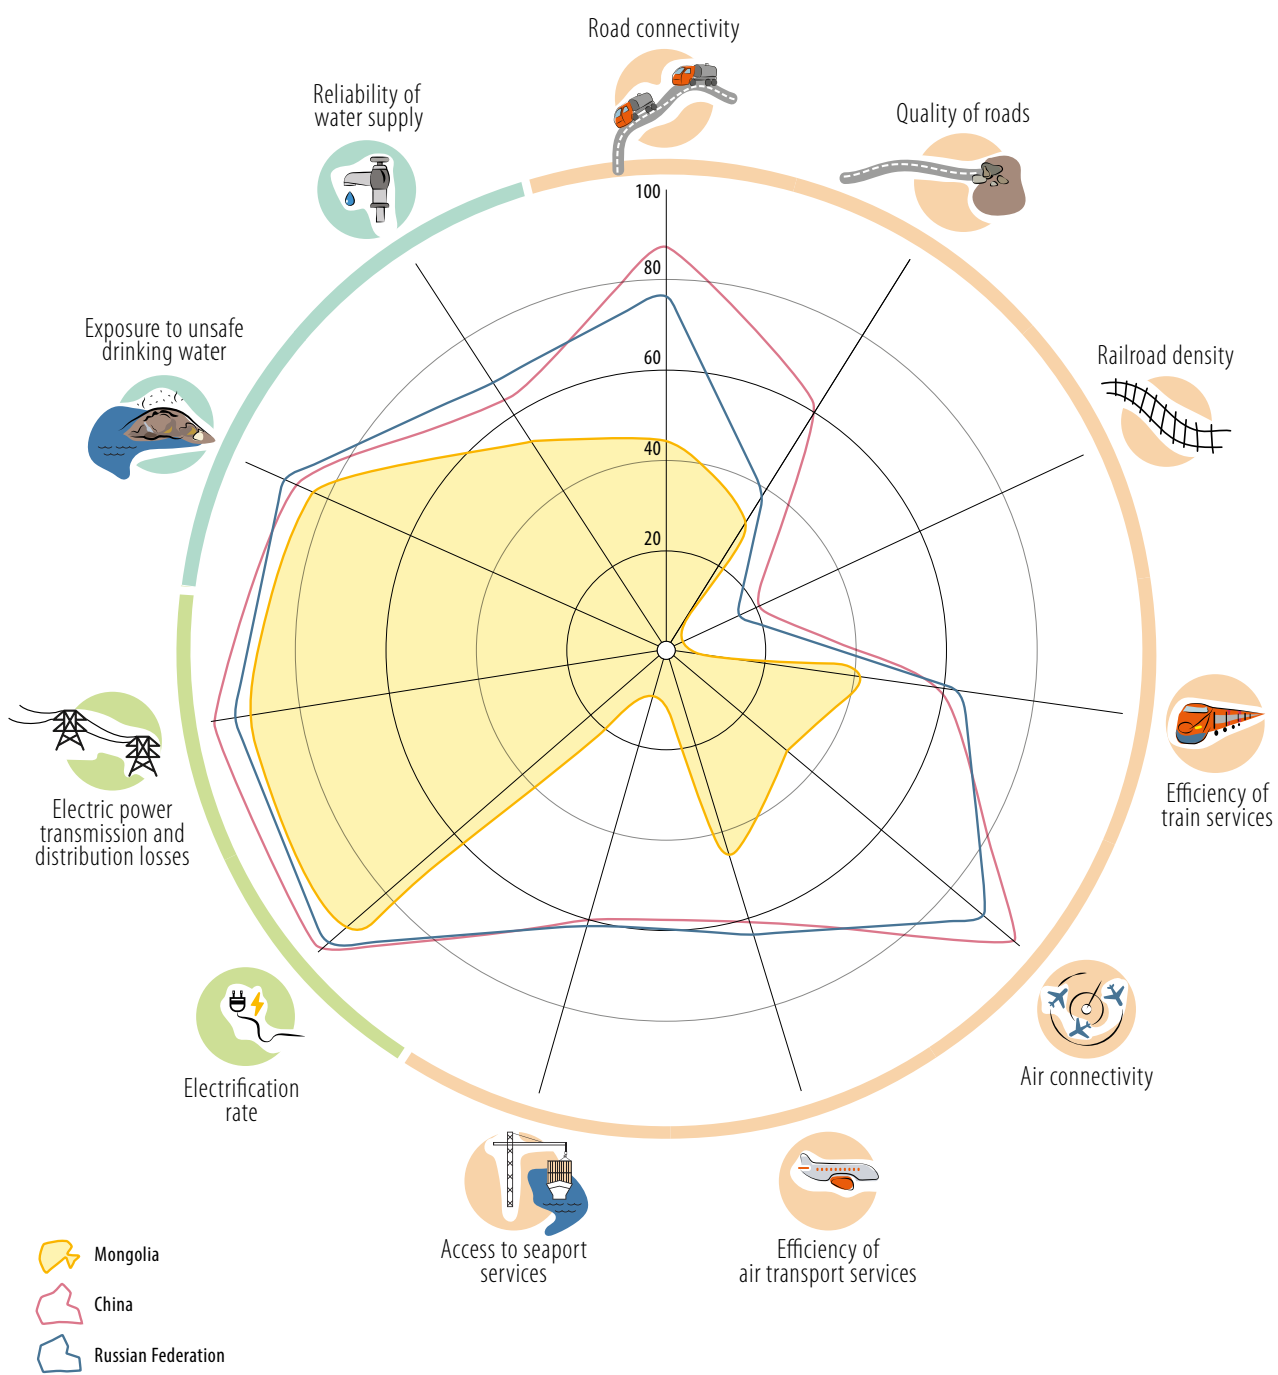 Road connectivity
Quality of roads
Reliability of
water supply
100
80
60
40
20
Exposure to unsafe
drinking water
Railroad density
Efficiency of
train services
Electric power
transmission and
distribution losses
Air connectivity
Electrification
rate
Access to seaport
services
Efficiency of
air transport services
Mongolia
China
Russian Federation